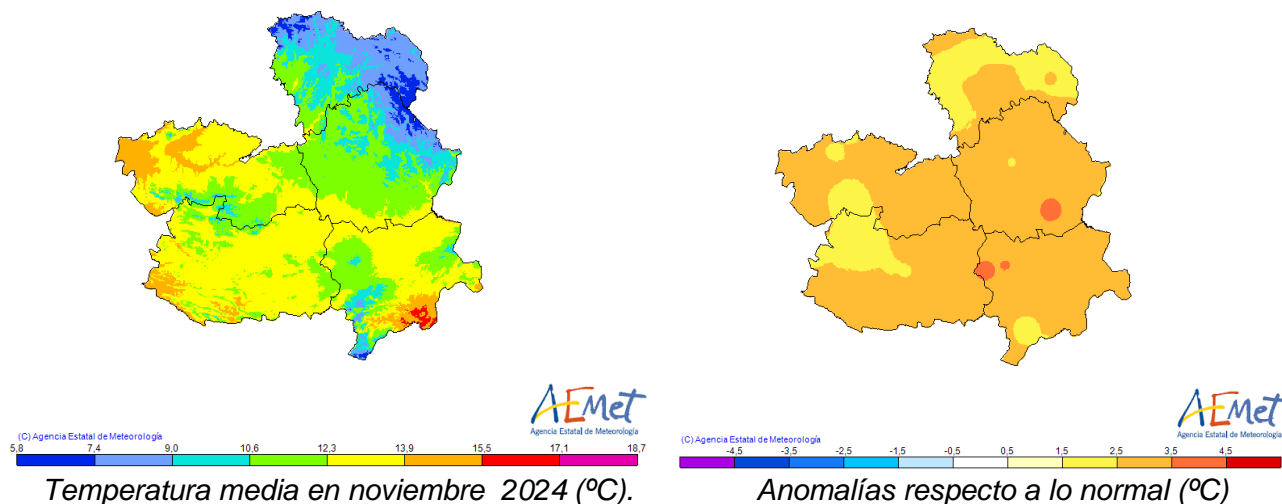 AEMet
Agencia Estatal de Meteorología
(C) Agencia Estatal de Meteorología
5,8 7,4 9,0 10,6 12,3 13,9 15,5 17,1 18,7
Temperatura media en noviembre 2024 (ºC).
AEMet
Agencia Estatal de Meteorología
(C) Agencia Estatal de Meteorología
-4,5 -3,5 -2,5 -1,5 -0,5 0,5 1,5 2,5 3,5 4,5
Anomalías respecto a lo normal (ºC)